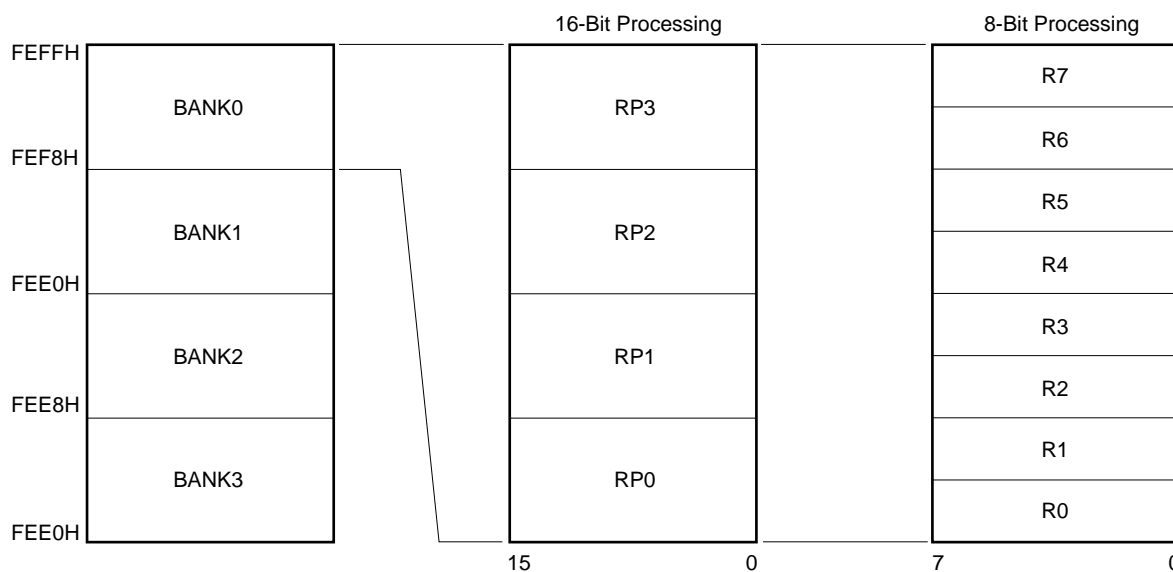 16-Bit Processing
8-Bit Processing
FEFFH
BANK0
FEF8H
BANK1
FEE0H
BANK2
FEE8H
BANK3
FEE0H
RP3
RP2
RP1
RP0
15
0
R7
R6
R5
R4
R3
R2
R1
R0
7
0